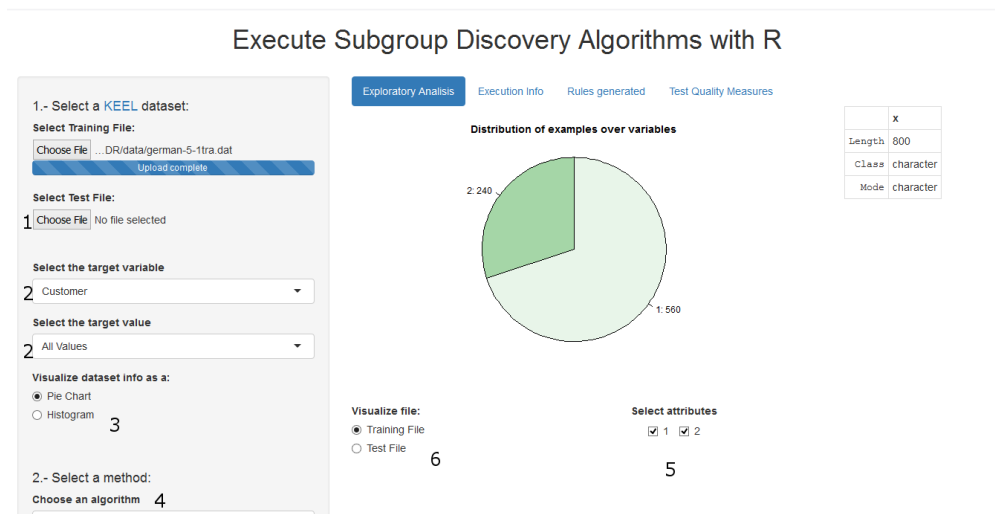 Execute Subgroup Discovery Algorithms with R
1.- Select a KEEL dataset:
Select Training File:
Choose File ...DR/data/german-5-1tra.dat
Upload complete
Select Test File:
1 Choose File No file selected
Select the target variable
2 Customer
Select the target value
2 All Values
Visualize dataset info as a:
Pie Chart
Histogram
3
2.- Select a method:
Choose an algorithm 4
Exploratory Analisis Execution Info Rules generated Test Quality Measures
Distribution of examples over variables
2: 240
1: 560
x
Length 800
Class character
Mode character
Visualize file:
Training File
Test File
6
Select attributes
1 2
5